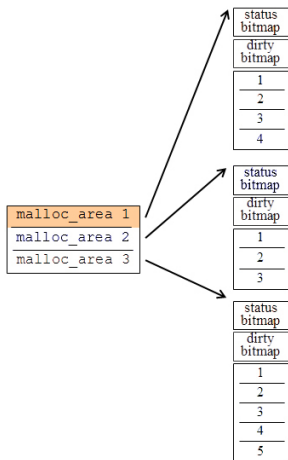 status
bitmap
dirty
bitmap
1
2
3
4
malloc_area 1
malloc_area 2
malloc_area 3
status
bitmap
dirty
bitmap
1
2
3
status
bitmap
dirty
bitmap
1
2
3
4
5